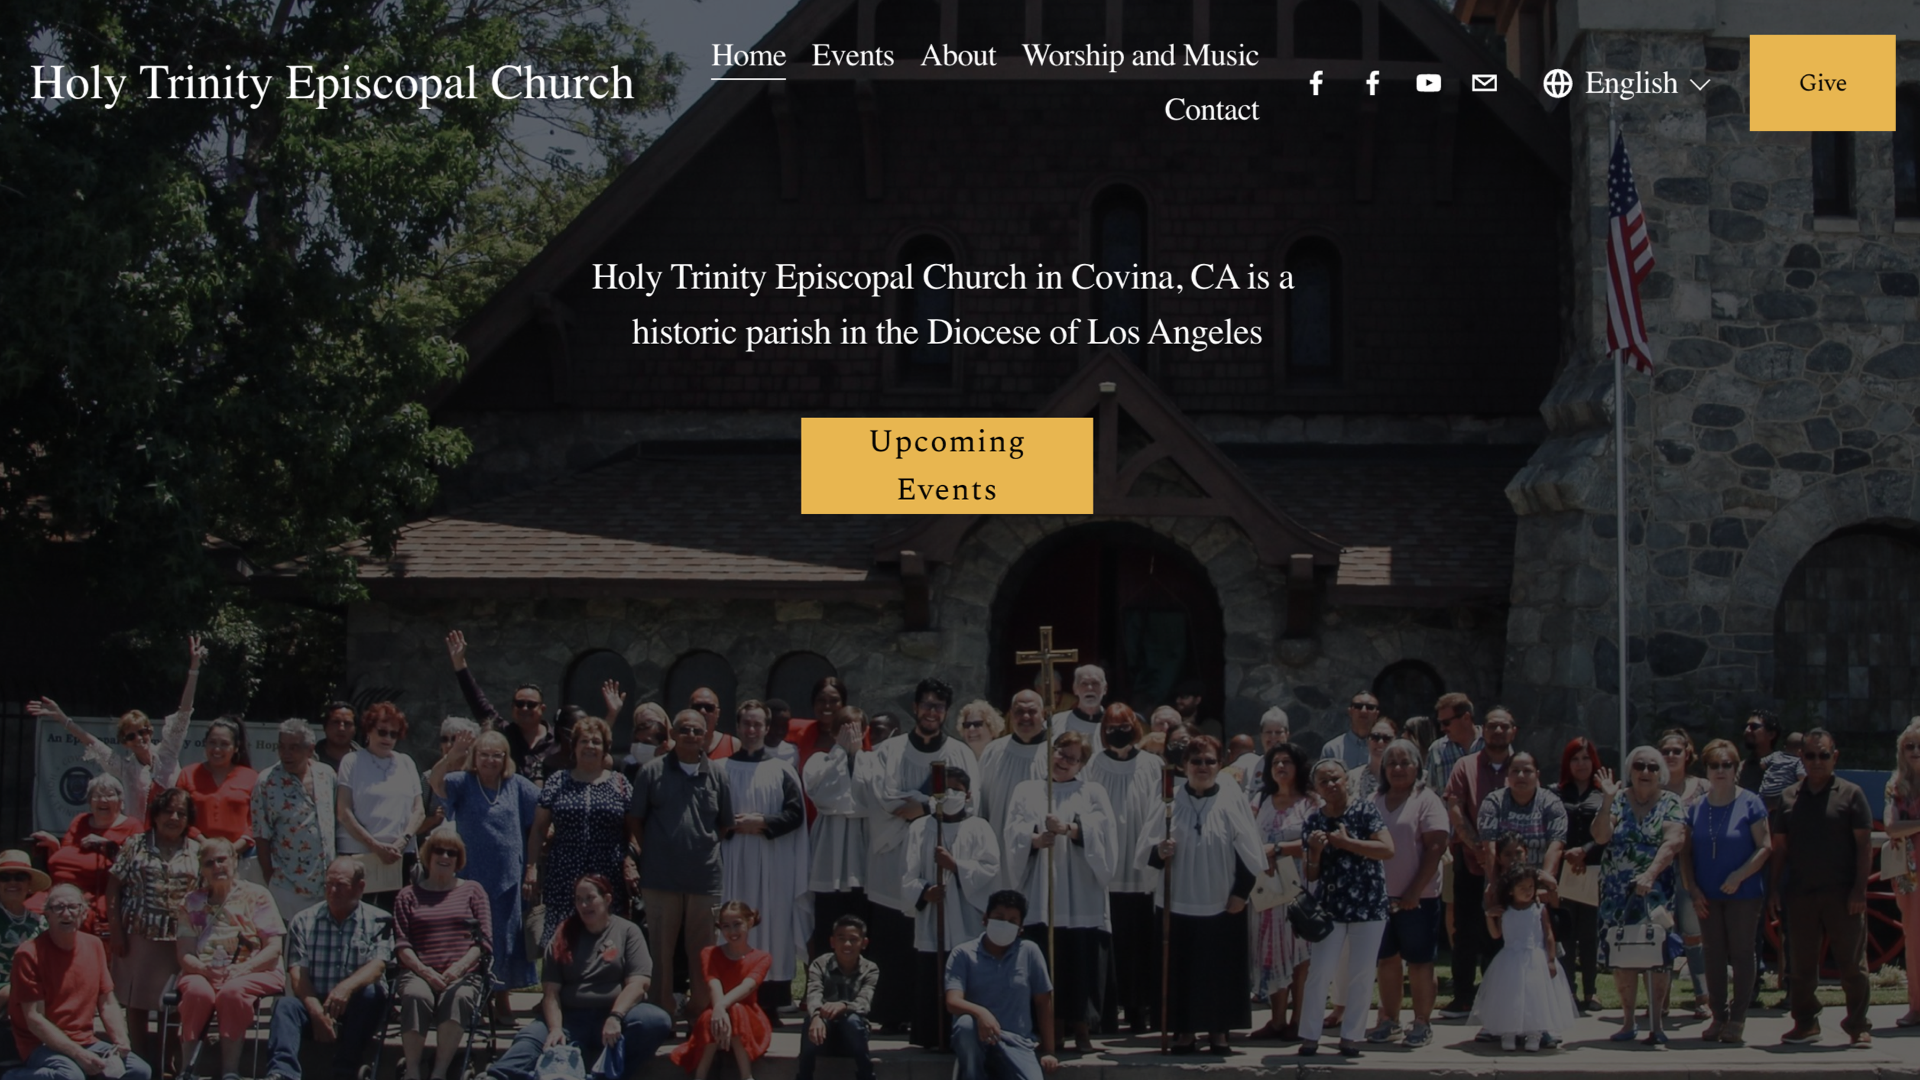 Holy Trinity Episcopal Church
Home Events About Worship and Music
Contact
English
Give
Holy Trinity Episcopal Church in Covina, CA is a
historic parish in the Diocese of Los Angeles
Upcoming
Events